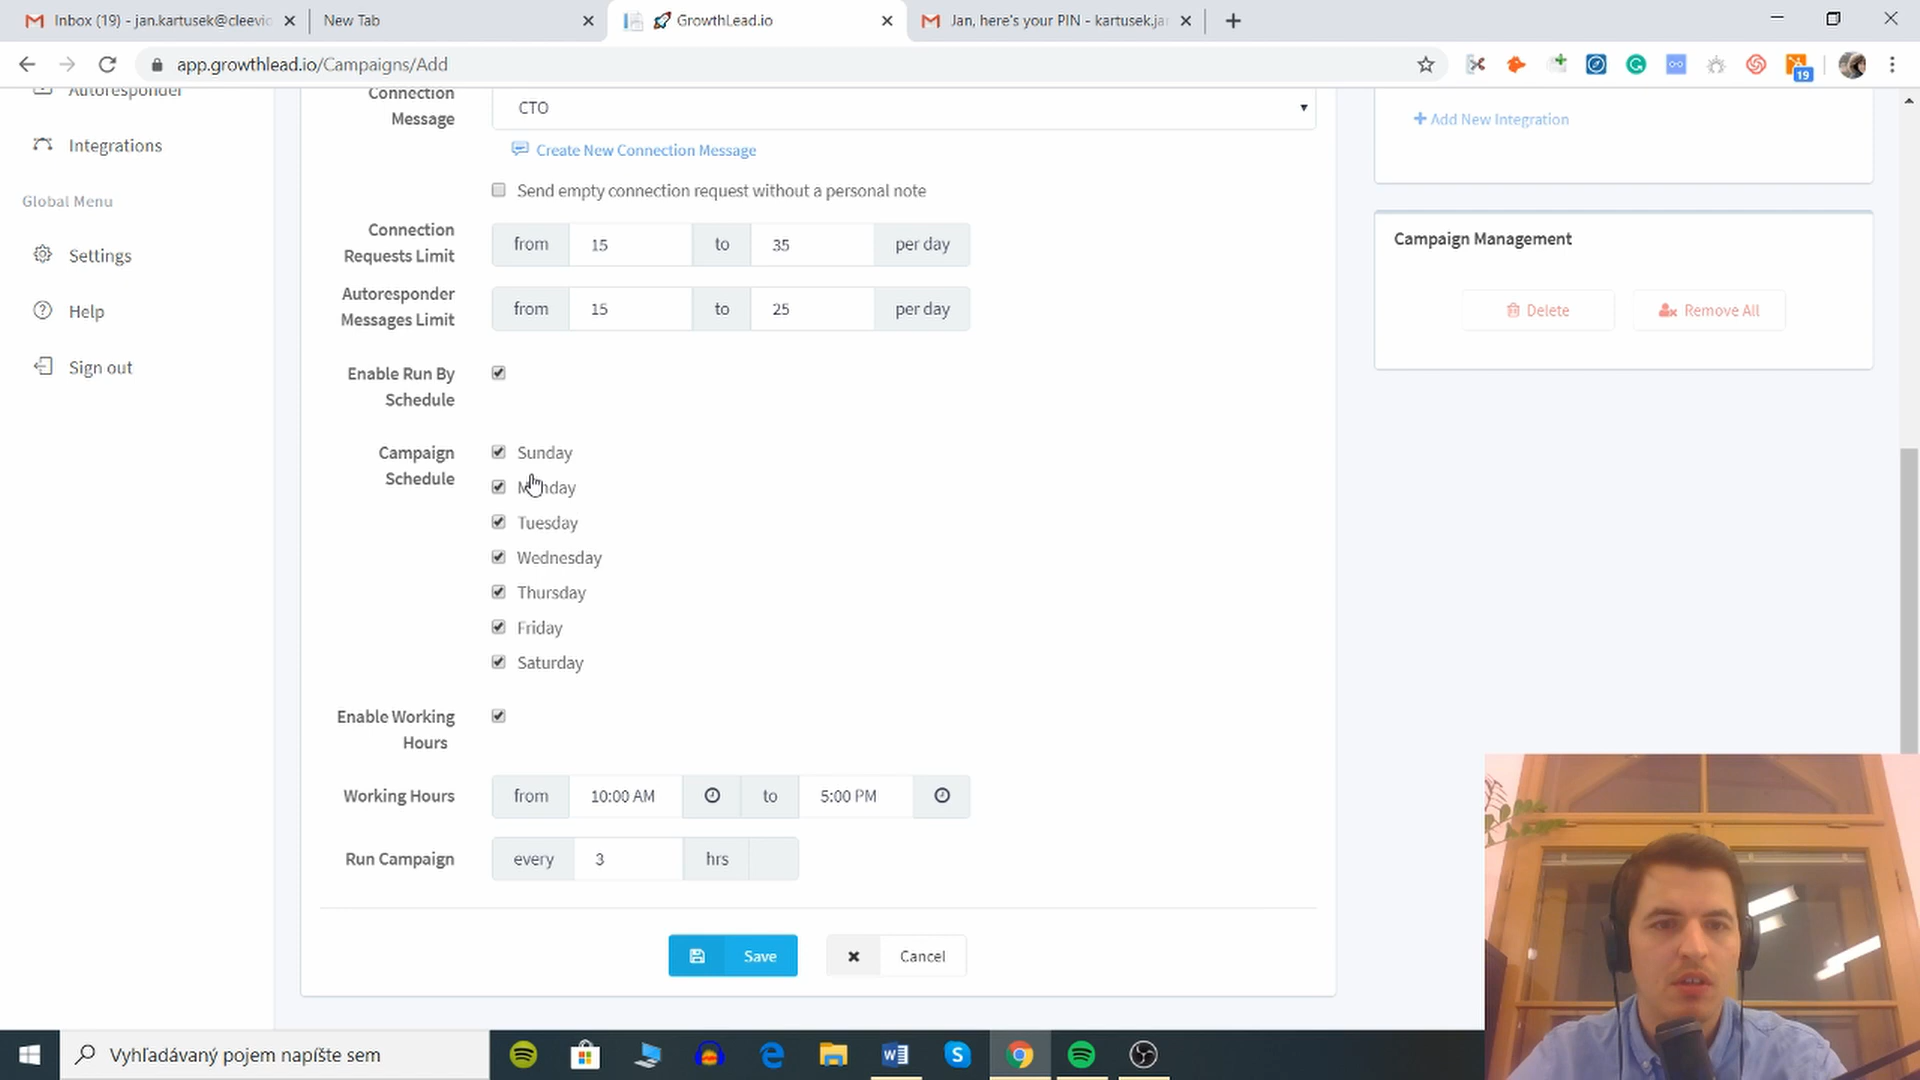 Inbox (19) - jan.kartusek@cleevio
New Tab
GrowthLead.io
Jan, here's your PIN - kartusek.ja
app.growthlead.io/Campaigns/Add
19
Autoresponder
Integrations
Global Menu
Settings
Help
Sign out
Connection
Message
CTO
Create New Connection Message
Send empty connection request without a personal note
Connection
Requests Limit
from 15 to 35 per day
Autoresponder
Messages Limit
from 15 to 25 per day
Enable Run By
Schedule
Campaign
Schedule
Sunday
Monday
Tuesday
Wednesday
Thursday
Friday
Saturday
Enable Working
Hours
Working Hours
from 10:00 AM to 5:00 PM
Run Campaign
every 3 hrs
Save
Cancel
Add New Integration
Campaign Management
Delete
Remove All
Vyhľadávaný pojem napíšte sem